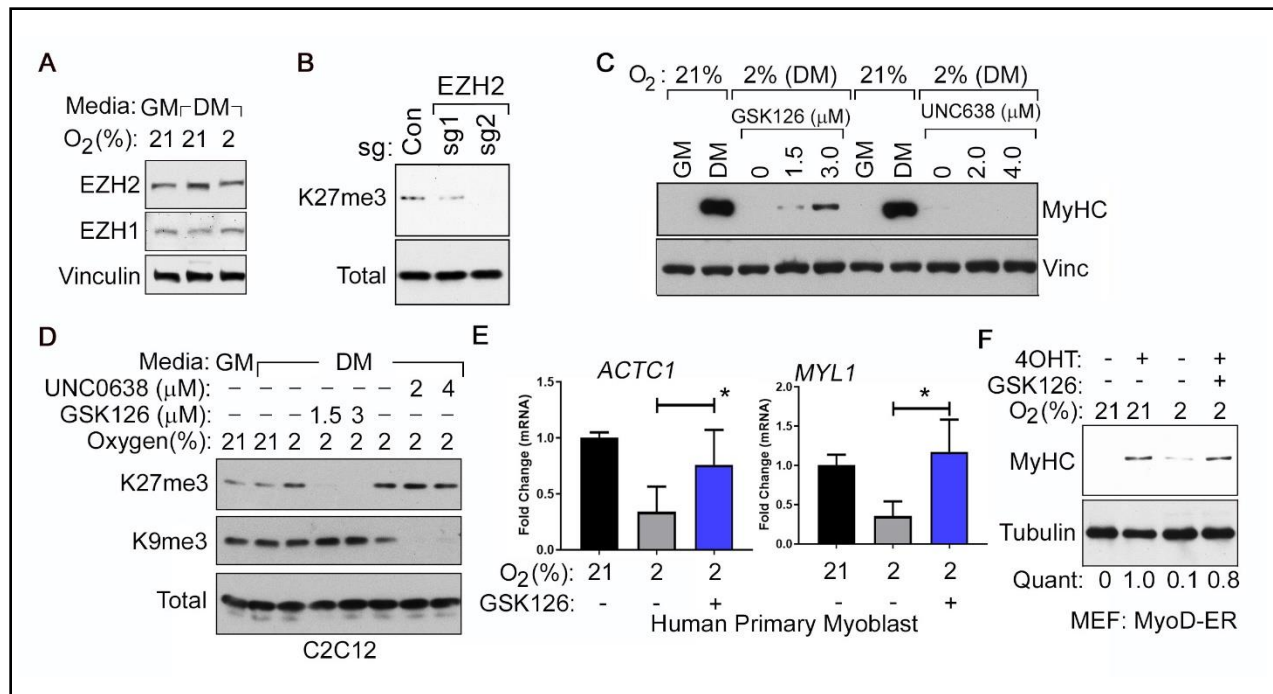 A
Media: GM DM
O2(%): 21 21 2
EZH2
EZH1
Vinculin
B
EZH2
sg: Con sg1 sg2
K27me3
Total
C
O2 : 21% 2% (DM) 21% 2% (DM)
GSK126 (μM) UNC638 (μM)
GM DM 0 1.5 3.0 GM DM 0 2.0 4.0
MyHC
Vinc
D
Media: GM DM
UNC0638 (μM): – – – – – – 2 4
GSK126 (μM): – – – 1.5 3 – – –
Oxygen(%): 21 21 2 2 2 2 2 2
K27me3
K9me3
Total
C2C12
E
ACTC1
Fold Change (mRNA)
1.5
1.0
0.5
0.0
*
MYL1
Fold Change (mRNA)
2.0
1.5
1.0
0.5
0.0
*
O2(%): 21 2 2 21 2 2
GSK126: - - + - - +
Human Primary Myoblast
F
4OHT: - + - +
GSK126: - - - +
O2(%): 21 21 2 2
MyHC
Tubulin
Quant: 0 1.0 0.1 0.8
MEF: MyoD-ER